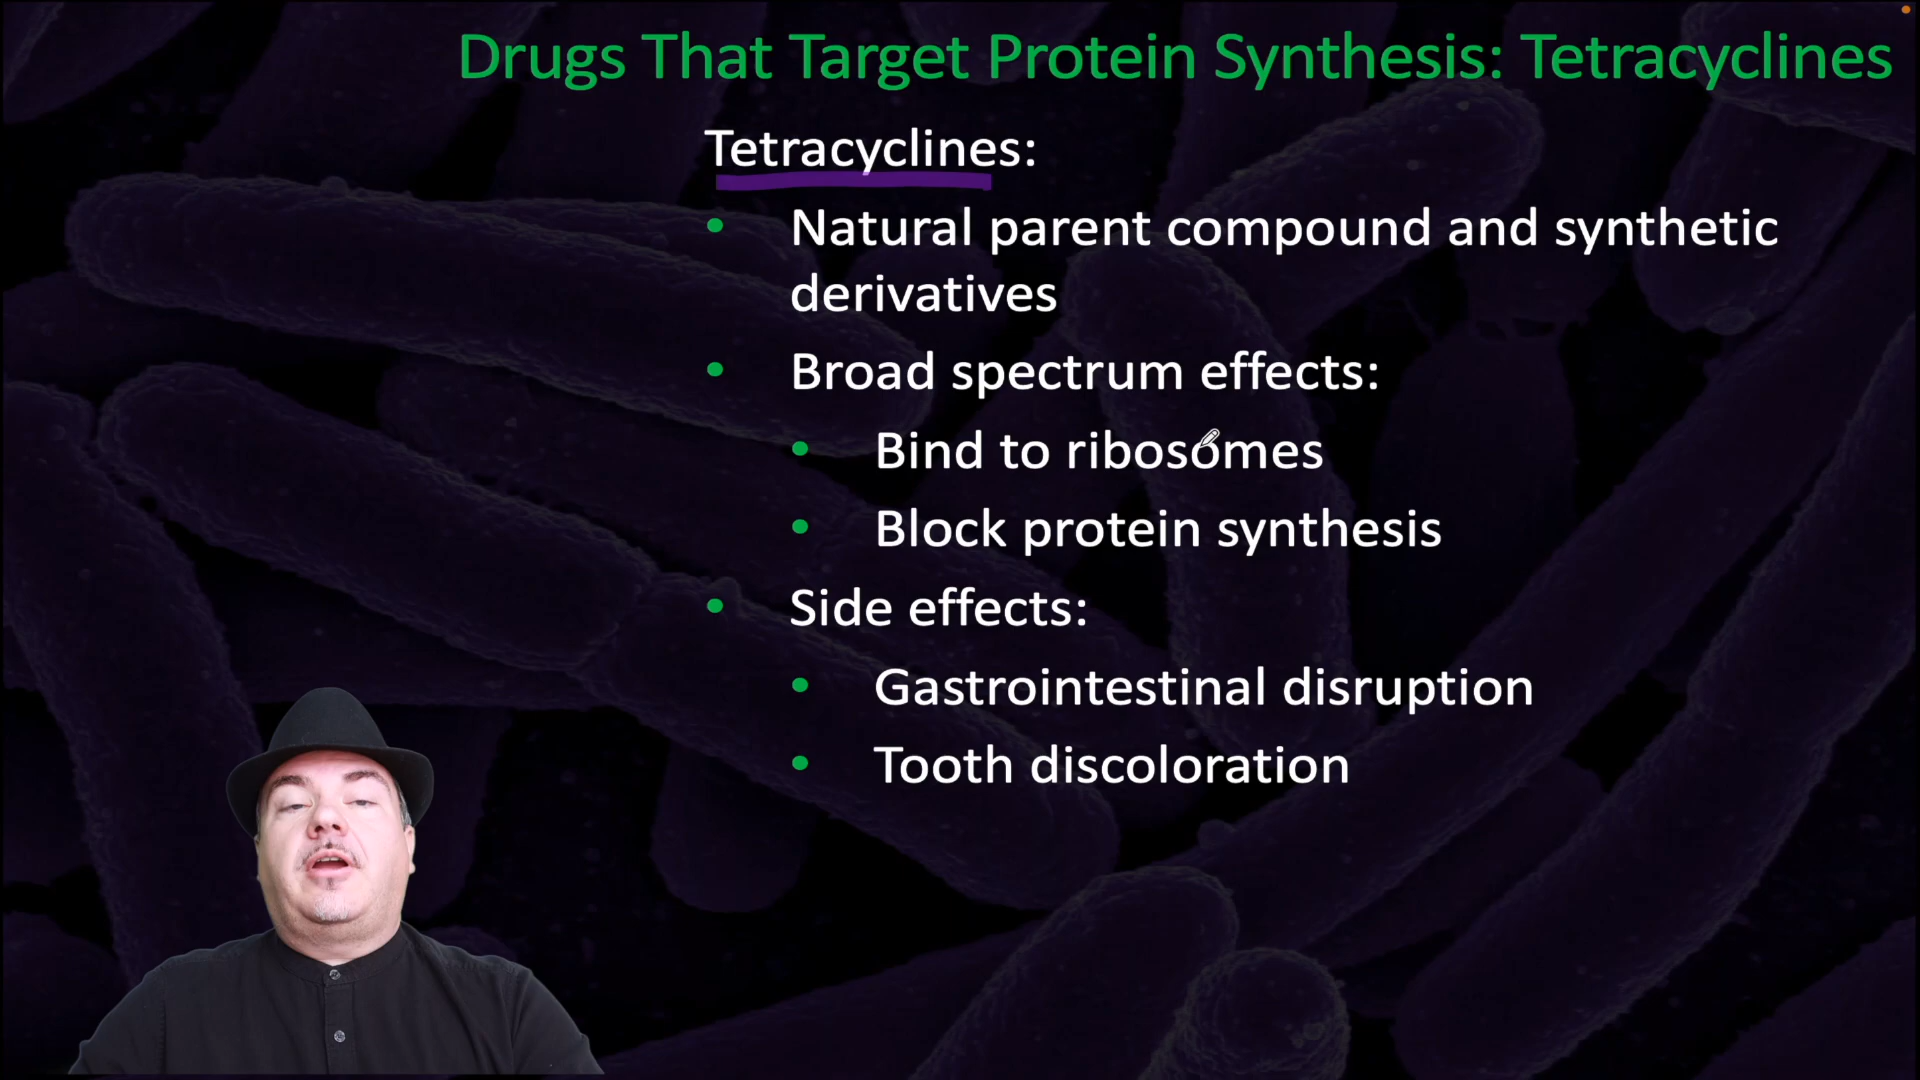 Drugs That Target Protein Synthesis: Tetracyclines
Tetracyclines:
• Natural parent compound and synthetic
derivatives
• Broad spectrum effects:
• Bind to ribosomes
• Block protein synthesis
• Side effects:
• Gastrointestinal disruption
• Tooth discoloration